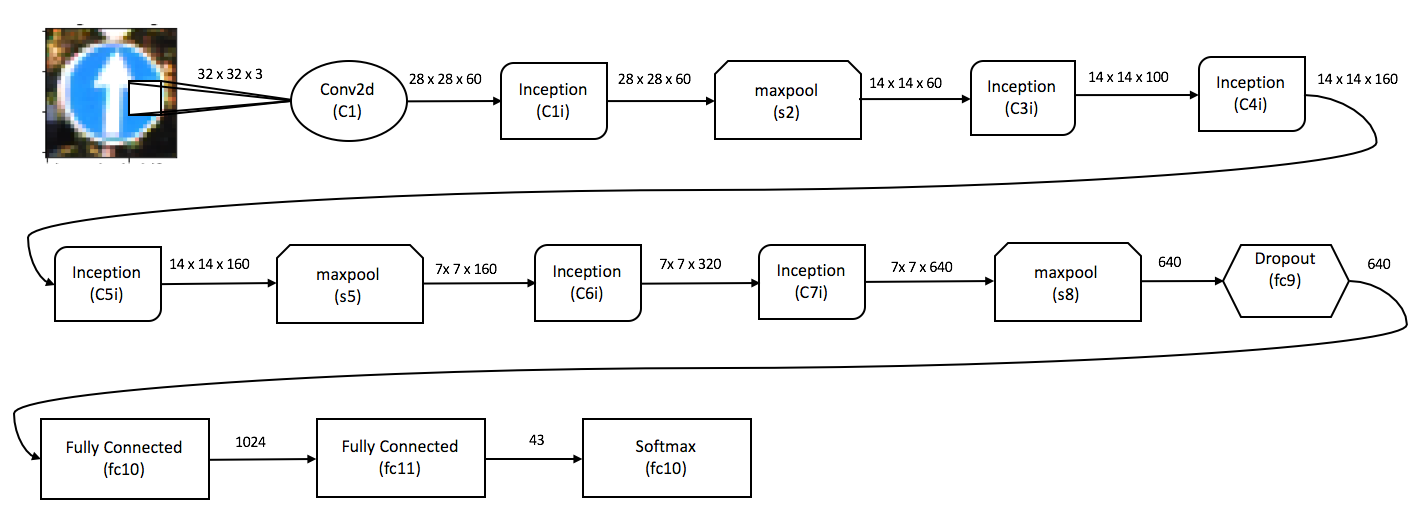 32 x 32 x 3
Conv2d
(C1)
28 x 28 x 60
Inception
(C1i)
28 x 28 x 60
maxpool
(s2)
14 x 14 x 60
Inception
(C3i)
14 x 14 x 100
Inception
(C4i)
14 x 14 x 160
Inception
(C5i)
14 x 14 x 160
maxpool
(s5)
7x 7 x 160
Inception
(C6i)
7x 7 x 320
Inception
(C7i)
7x 7 x 640
maxpool
(s8)
640
Dropout
(fc9)
640
Fully Connected
(fc10)
1024
Fully Connected
(fc11)
43
Softmax
(fc10)